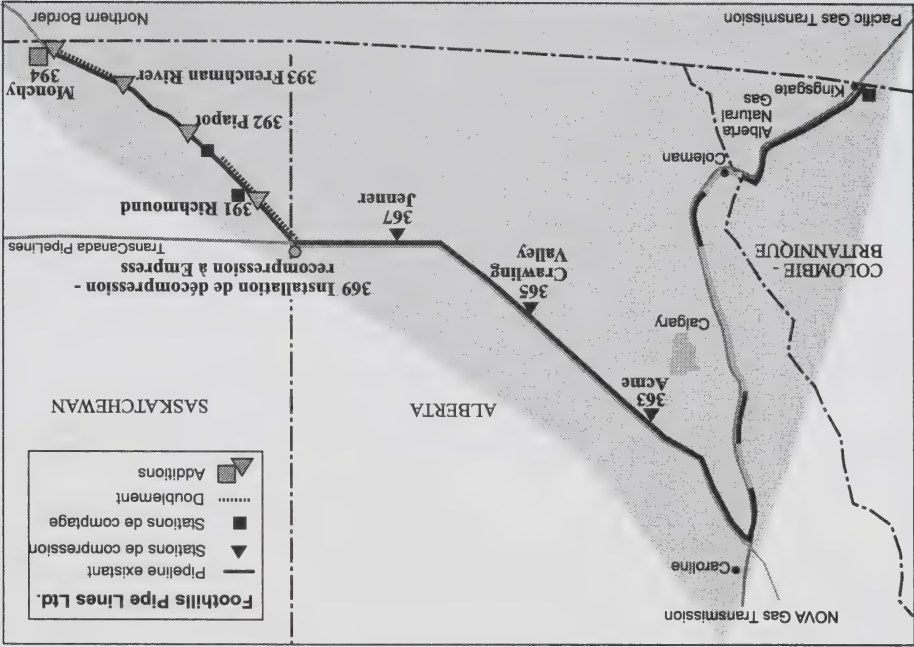 NOVA Gas Transmission
Caroline
Foothills Pipe Lines Ltd.
Pipeline existant
Stations de compression
Stations de comptage
Doublement
Additions
363
Acme
ALBERTA
SASKATCHEWAN
Calgary
365
Crawling
Valley
COLOMBIE -
BRITANNIQUE
369 Installation de décompression -
recompression à Empress
367
Jenner
TransCanada PipeLines
391 Richmound
Coleman
Alberta
Natural
Gas
392 Piapot
Kingsgate
393 Frenchman River
Monchy
394
Pacific Gas Transmission
Northern Border